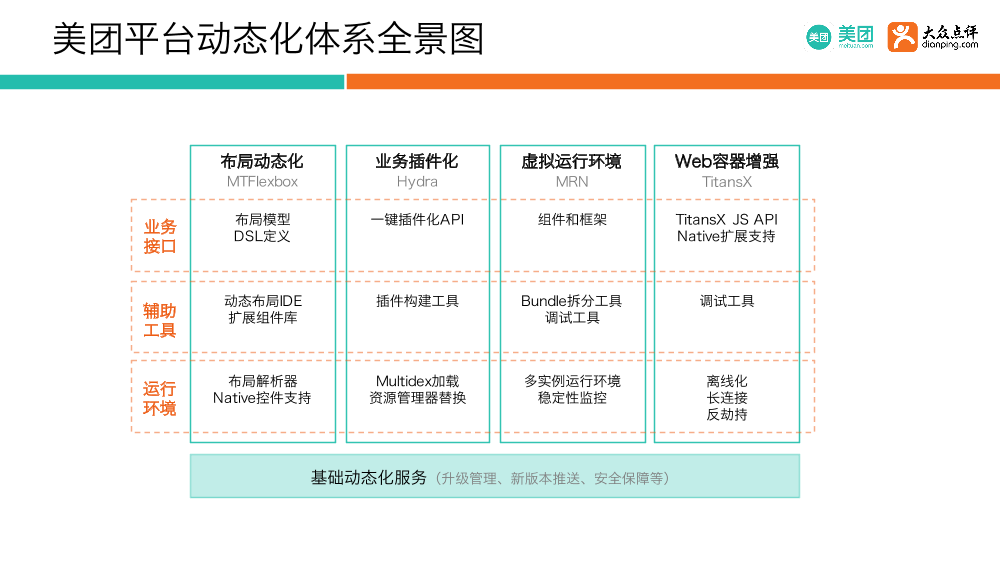 美团平台动态化体系全景图
美团
美团
meituan.com
大众点评
dianping.com
布局动态化
MTFlexbox
业务插件化
Hydra
虚拟运行环境
MRN
Web容器增强
TitansX
业务
接口
布局模型
DSL定义
一键插件化API
组件和框架
TitansX JS API
Native扩展支持
辅助
工具
动态布局IDE
扩展组件库
插件构建工具
Bundle拆分工具
调试工具
调试工具
运行
环境
布局解析器
Native控件支持
Multidex加载
资源管理器替换
多实例运行环境
稳定性监控
离线化
长连接
反劫持
基础动态化服务（升级管理、新版本推送、安全保障等）